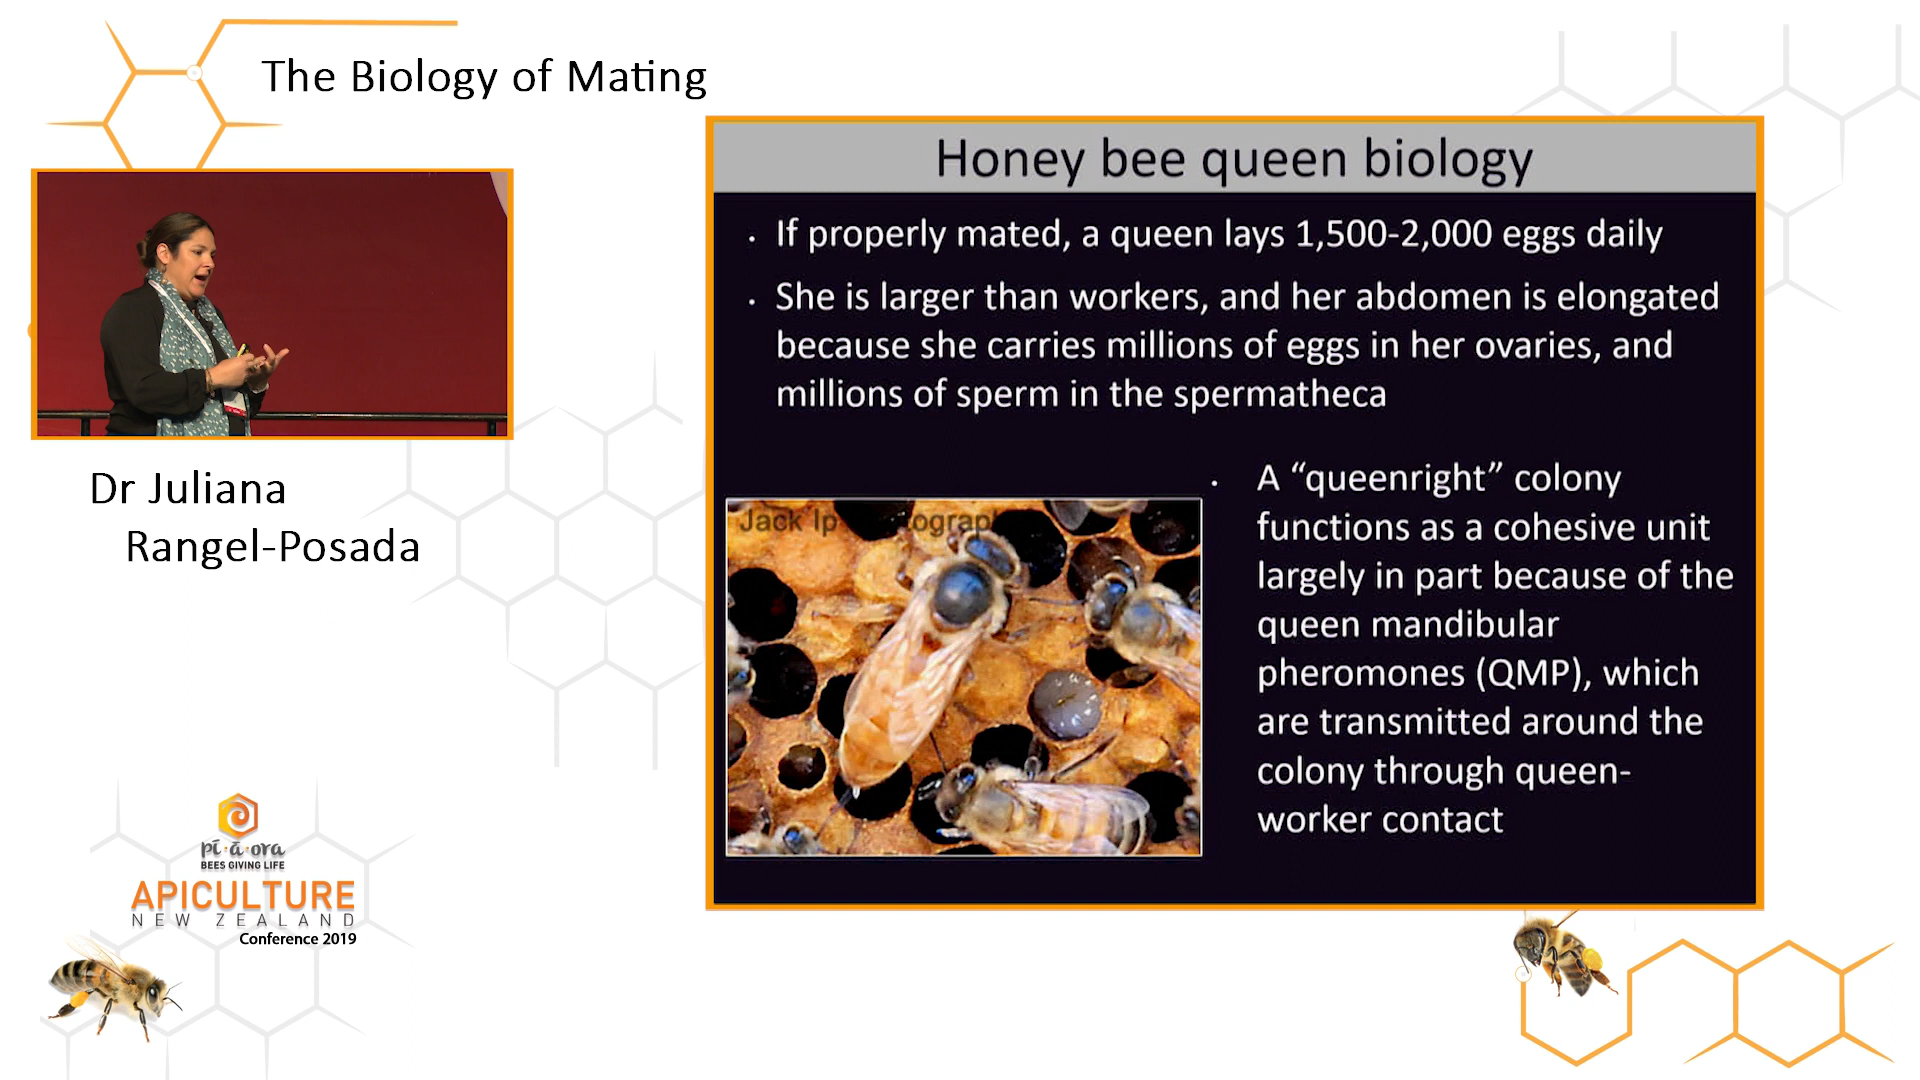 The Biology of Mating
Honey bee queen biology
• If properly mated, a queen lays 1,500-2,000 eggs daily
• She is larger than workers, and her abdomen is elongated
because she carries millions of eggs in her ovaries, and
millions of sperm in the spermatheca
• A “queenright” colony
functions as a cohesive unit
largely in part because of the
queen mandibular
pheromones (QMP), which
are transmitted around the
colony through queen-
worker contact
Jack Ip
Dr Juliana
Rangel-Posada
pī·ā·ora
BEES GIVING LIFE
APICULTURE
NEW ZEALAND
Conference 2019